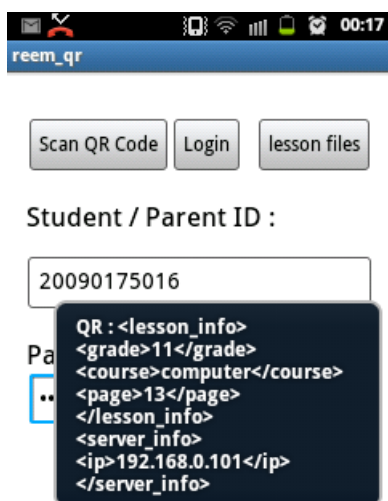 00:17
reem_qr
Scan QR Code Login lesson files
Student / Parent ID :
20090175016
Pa
QR : <lesson_info>
<grade>11</grade>
<course>computer</course>
<page>13</page>
</lesson_info>
<server_info>
<ip>192.168.0.101</ip>
</server_info>